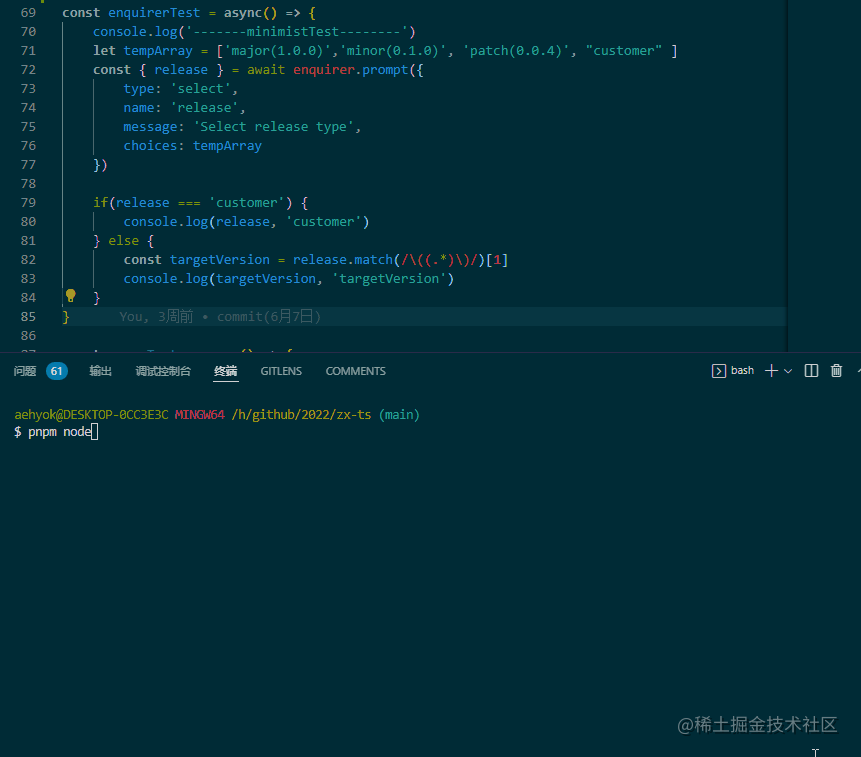 69 const enquirerTest = async() => {
70 console.log('-------minimistTest--------')
71 let tempArray = ['major(1.0.0)','minor(0.1.0)', 'patch(0.0.4)', "customer" ]
72 const { release } = await enquirer.prompt({
73 type: 'select',
74 name: 'release',
75 message: 'Select release type',
76 choices: tempArray
77 })
78
79 if(release === 'customer') {
80 console.log(release, 'customer')
81 } else {
82 const targetVersion = release.match(/\((.*)\)/)[1]
83 console.log(targetVersion, 'targetVersion')
84 }
85 } You, 3周前 • commit(6月7日)
86
问题 61 输出 调试控制台 终端 GITLENS COMMENTS bash
aehyok@DESKTOP-0CC3E3C MINGW64 /h/github/2022/zx-ts (main)
$ pnpm node
@稀土掘金技术社区